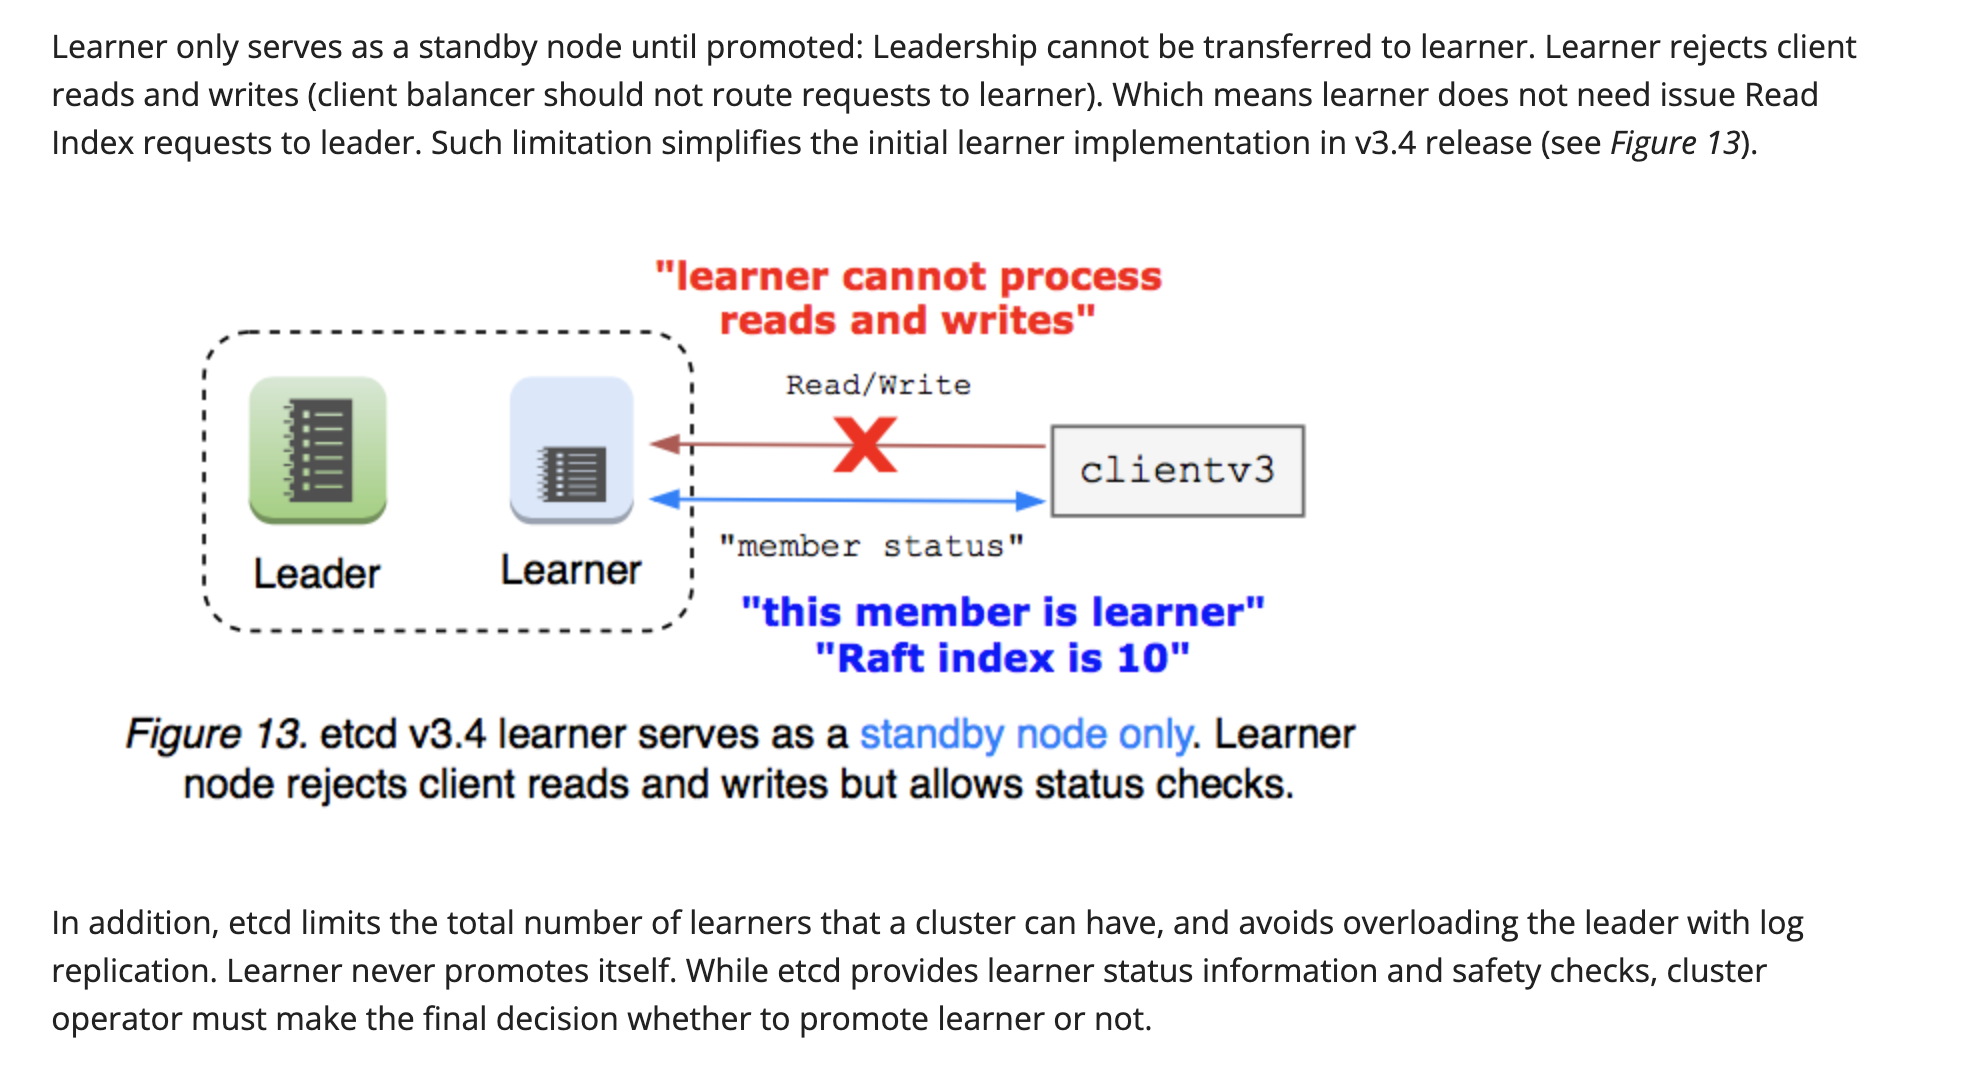 Learner only serves as a standby node until promoted: Leadership cannot be transferred to learner. Learner rejects client
reads and writes (client balancer should not route requests to learner). Which means learner does not need issue Read
Index requests to leader. Such limitation simplifies the initial learner implementation in v3.4 release (see Figure 13).
"learner cannot process
reads and writes"
Read/Write
X
clientv3
"member status"
Leader
Learner
"this member is learner"
"Raft index is 10"
Figure 13. etcd v3.4 learner serves as a standby node only. Learner
node rejects client reads and writes but allows status checks.
In addition, etcd limits the total number of learners that a cluster can have, and avoids overloading the leader with log
replication. Learner never promotes itself. While etcd provides learner status information and safety checks, cluster
operator must make the final decision whether to promote learner or not.